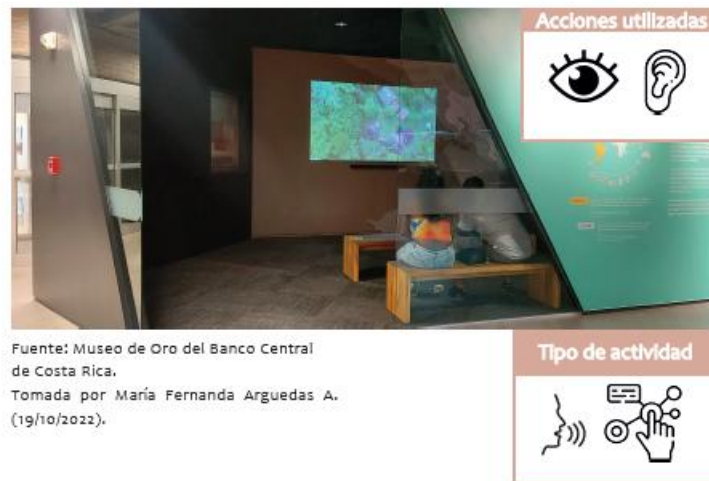 Acciones utilizadas
Fuente: Museo de Oro del Banco Central
de Costa Rica.
Tomada por María Fernanda Arguedas A.
(19/10/2022).
Tipo de actividad